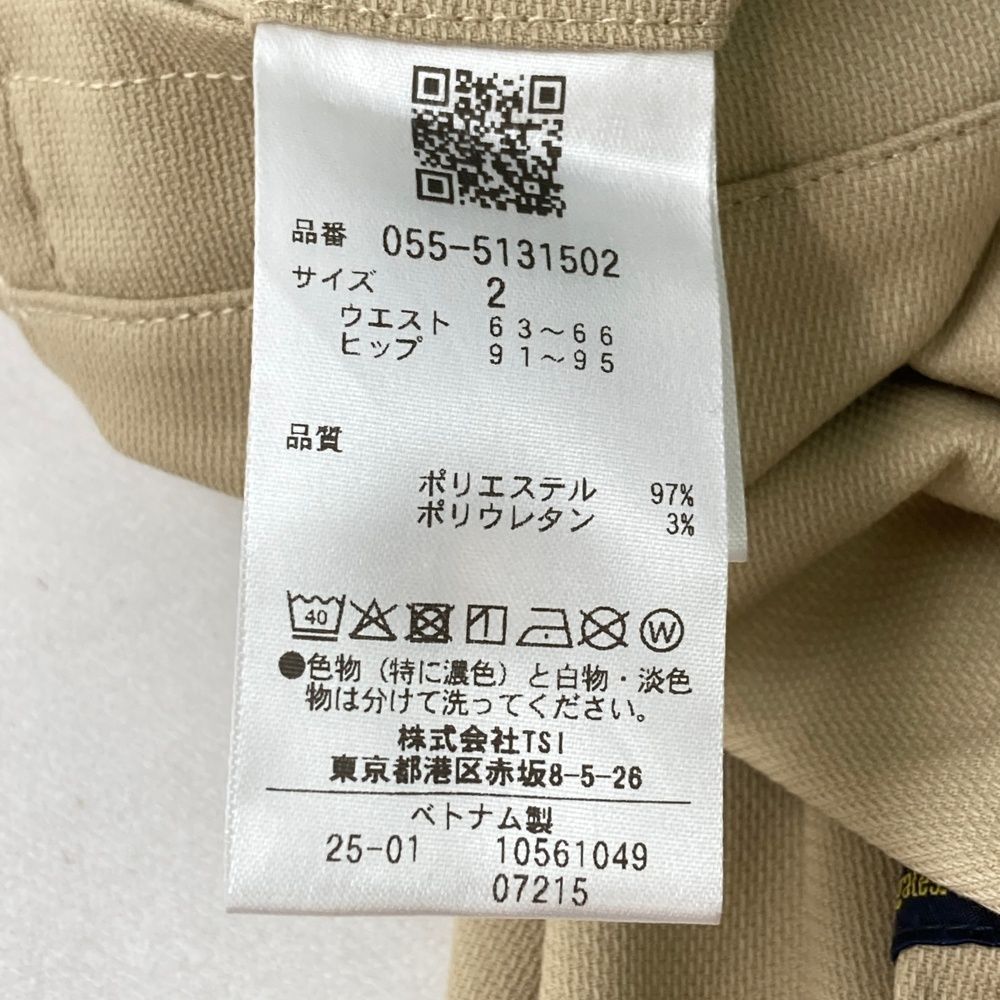 品番 055-5131502
サイズ 2
ウエスト 63～66
ヒップ 91～95
品質
ポリエステル 97%
ポリウレタン 3%
40 W
●色物（特に濃色）と白物・淡色
物は分けて洗ってください。
株式会社TSI
東京都港区赤坂8-5-26
ベトナム製
25-01 10561049
07215